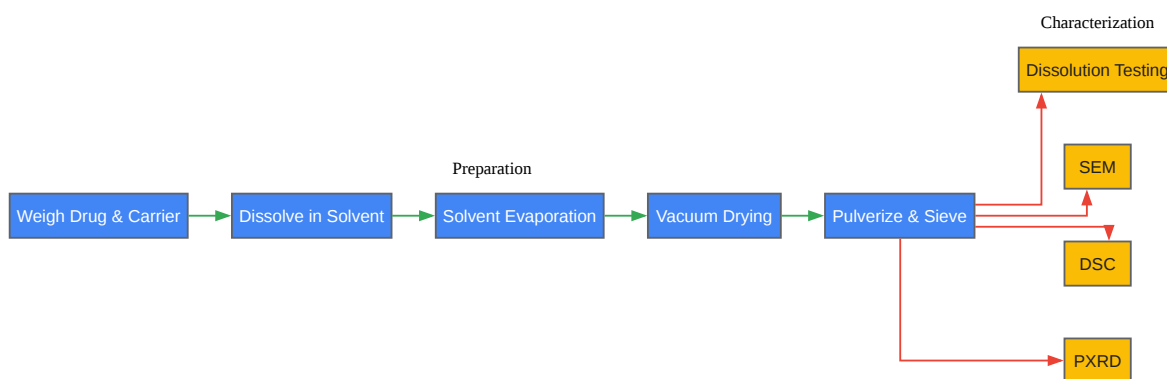 Characterization
Dissolution Testing
Preparation
SEM
Weigh Drug & Carrier
Dissolve in Solvent
Solvent Evaporation
Vacuum Drying
Pulverize & Sieve
DSC
PXRD